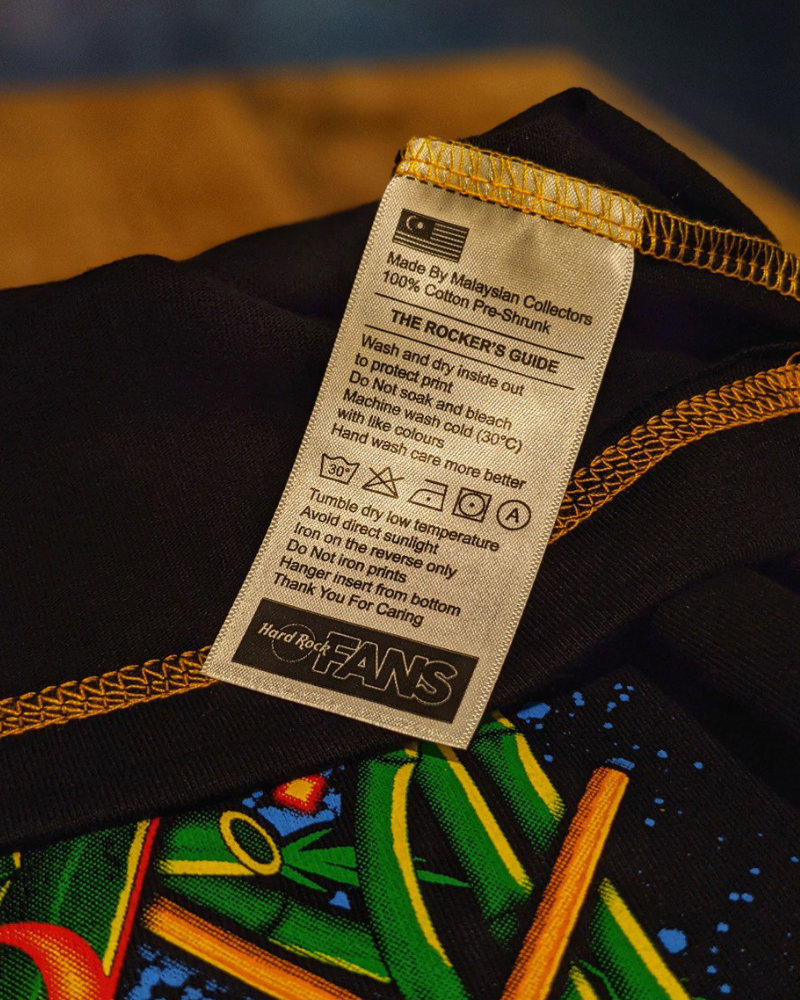 Made By Malaysian Collectors
100% Cotton Pre-Shrunk
THE ROCKER'S GUIDE
Wash and dry inside out
to protect print
Do Not soak and bleach
Machine wash cold (30°C)
with like colours
Hand wash care more better
30° A
Tumble dry low temperature
Avoid direct sunlight
Iron on the reverse only
Do Not iron prints
Hanger insert from bottom
Thank You For Caring
Hard Rock FANS